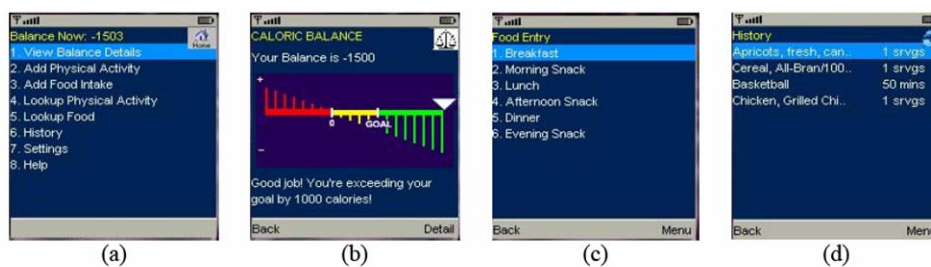 Balance Now: -1503
Home
1. View Balance Details
2. Add Physical Activity
3. Add Food Intake
4. Lookup Physical Activity
5. Lookup Food
6. History
7. Settings
8. Help
(a)
CALORIC BALANCE
Your Balance is -1500
+
0 GOAL
–
Good job! You're exceeding your
goal by 1000 calories!
Back Detail
(b)
Food Entry
1. Breakfast
2. Morning Snack
3. Lunch
4. Afternoon Snack
5. Dinner
6. Evening Snack
Back Menu
(c)
History
Apricots, fresh, can.. 1 srvgs
Cereal, All-Bran/100.. 1 srvgs
Basketball 50 mins
Chicken, Grilled Chi.. 1 srvgs
Back Menu
(d)